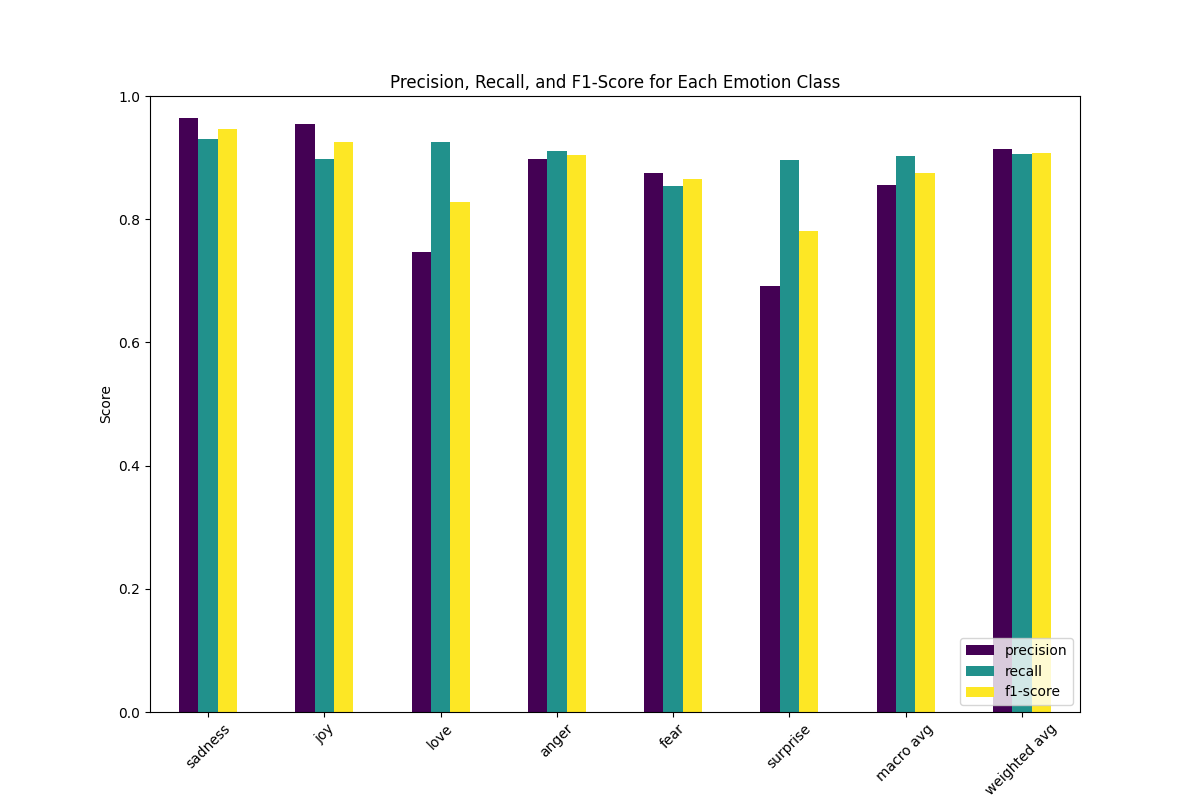 Precision, Recall, and F1-Score for Each Emotion Class
1.0
0.8
0.6
0.4
0.2
0.0
Score
sadness
joy
love
anger
fear
surprise
macro avg
weighted avg
precision
recall
f1-score